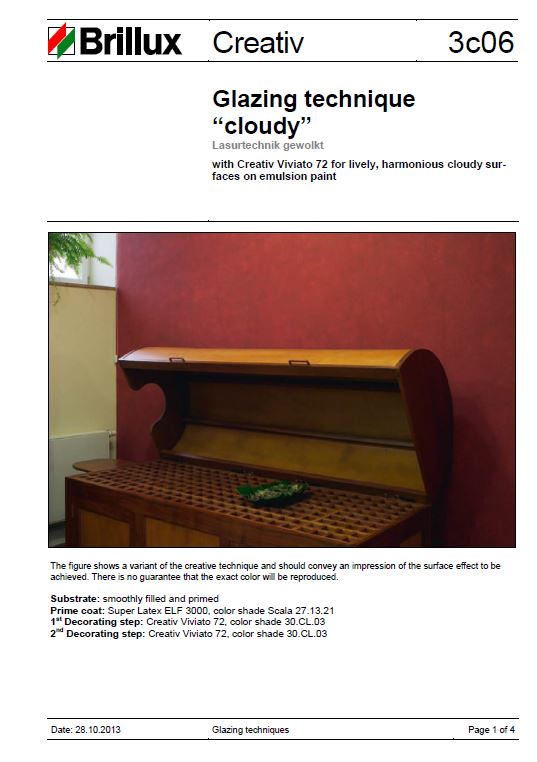 Brillux Creativ 3c06
Glazing technique
“cloudy”
Lasurtechnik gewolkt
with Creativ Viviato 72 for lively, harmonious cloudy sur-
faces on emulsion paint
The figure shows a variant of the creative technique and should convey an impression of the surface effect to be
achieved. There is no guarantee that the exact color will be reproduced.
Substrate: smoothly filled and primed
Prime coat: Super Latex ELF 3000, color shade Scala 27.13.21
1st Decorating step: Creativ Viviato 72, color shade 30.CL.03
2nd Decorating step: Creativ Viviato 72, color shade 30.CL.03
Date: 28.10.2013 Glazing techniques Page 1 of 4